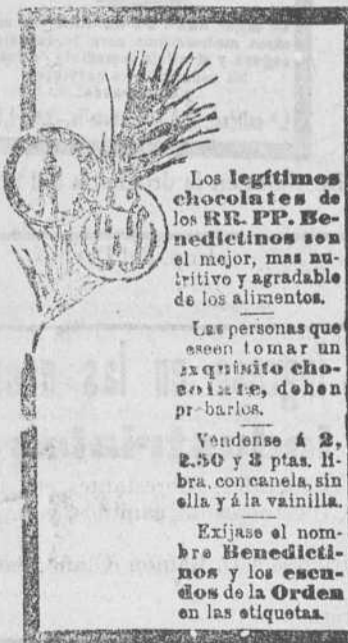 Los legítimos
chocolates de
los RR. PP. Be-
nedictinos son
el mejor, mas nu-
tritivo y agradable
de los alimentos.
Las personas que
eseen tomar un
exquisito cho-
colate, deben
probarlos.
Vendense á 2,
2.50 y 3 ptas. li-
bra, con canela, sin
ella y á la vainilla.
Exíjase el nom-
bre Benedicti-
nos y los escu-
dos de la Orden
en las etiquetas.